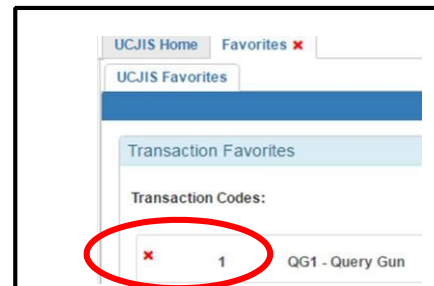 UCJIS Home Favorites ×
UCJIS Favorites
Transaction Favorites
Transaction Codes:
× 1 QG1 - Query Gun